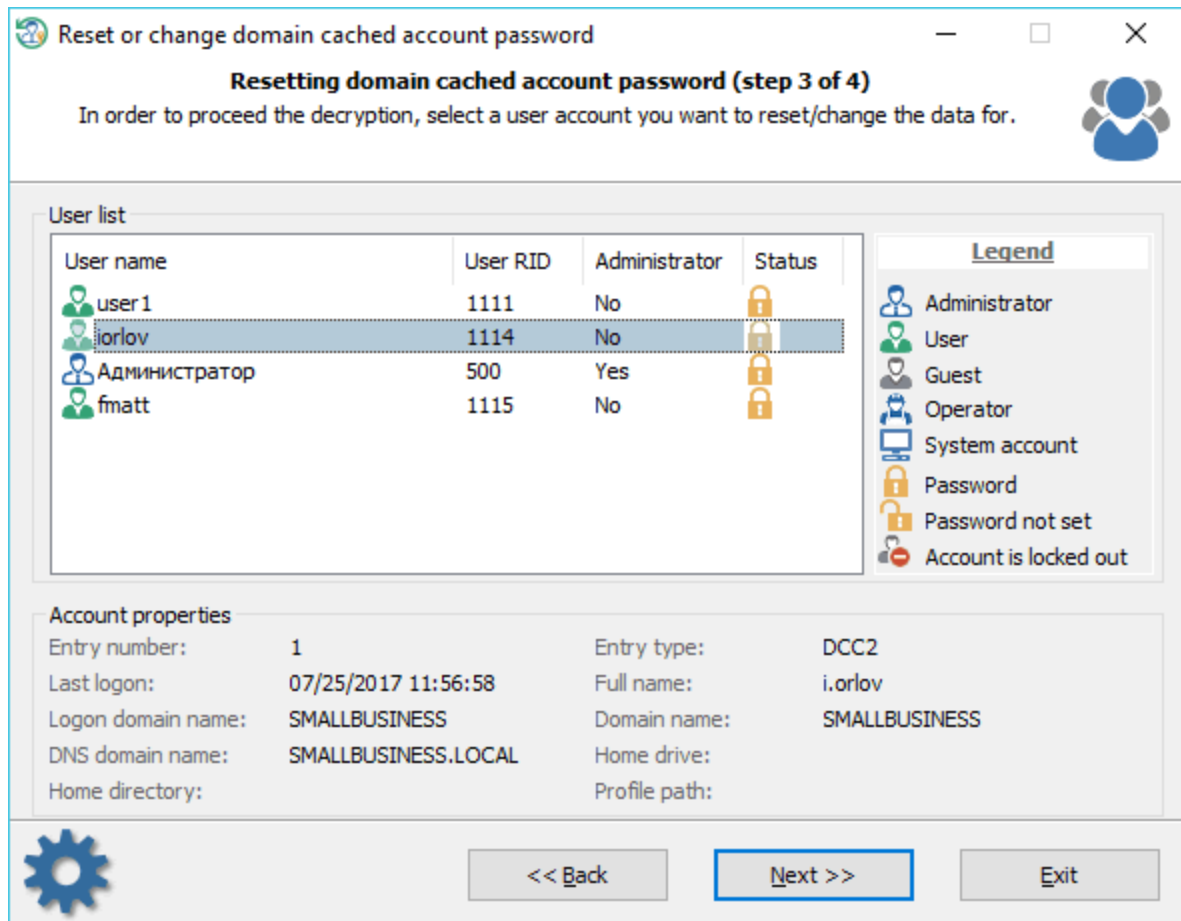 Reset or change domain cached account password
Resetting domain cached account password (step 3 of 4)
In order to proceed the decryption, select a user account you want to reset/change the data for.
User list
User name User RID Administrator Status
user1 1111 No
iorlov 1114 No
Администратор 500 Yes
fmatt 1115 No
Legend
Administrator
User
Guest
Operator
System account
Password
Password not set
Account is locked out
Account properties
Entry number: 1 Entry type: DCC2
Last logon: 07/25/2017 11:56:58 Full name: i.orlov
Logon domain name: SMALLBUSINESS Domain name: SMALLBUSINESS
DNS domain name: SMALLBUSINESS.LOCAL Home drive:
Home directory: Profile path:
<< Back Next >> Exit